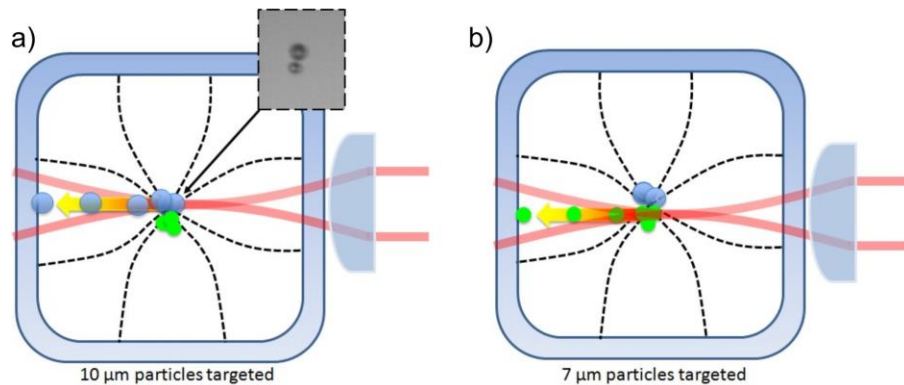 a)
b)
10 µm particles targeted
7 µm particles targeted